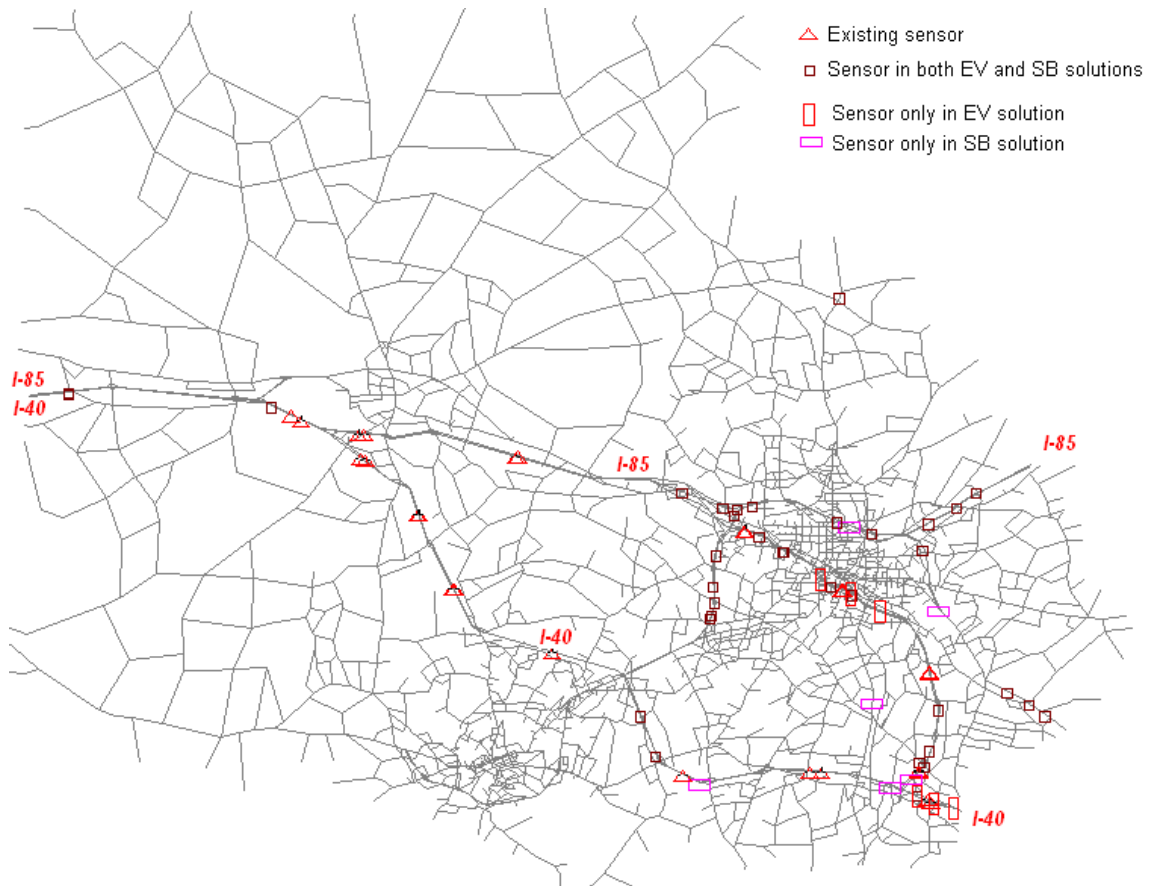 Existing sensor
Sensor in both EV and SB solutions
Sensor only in EV solution
Sensor only in SB solution
I-85
I-40
I-85
I-85
I-40
I-40